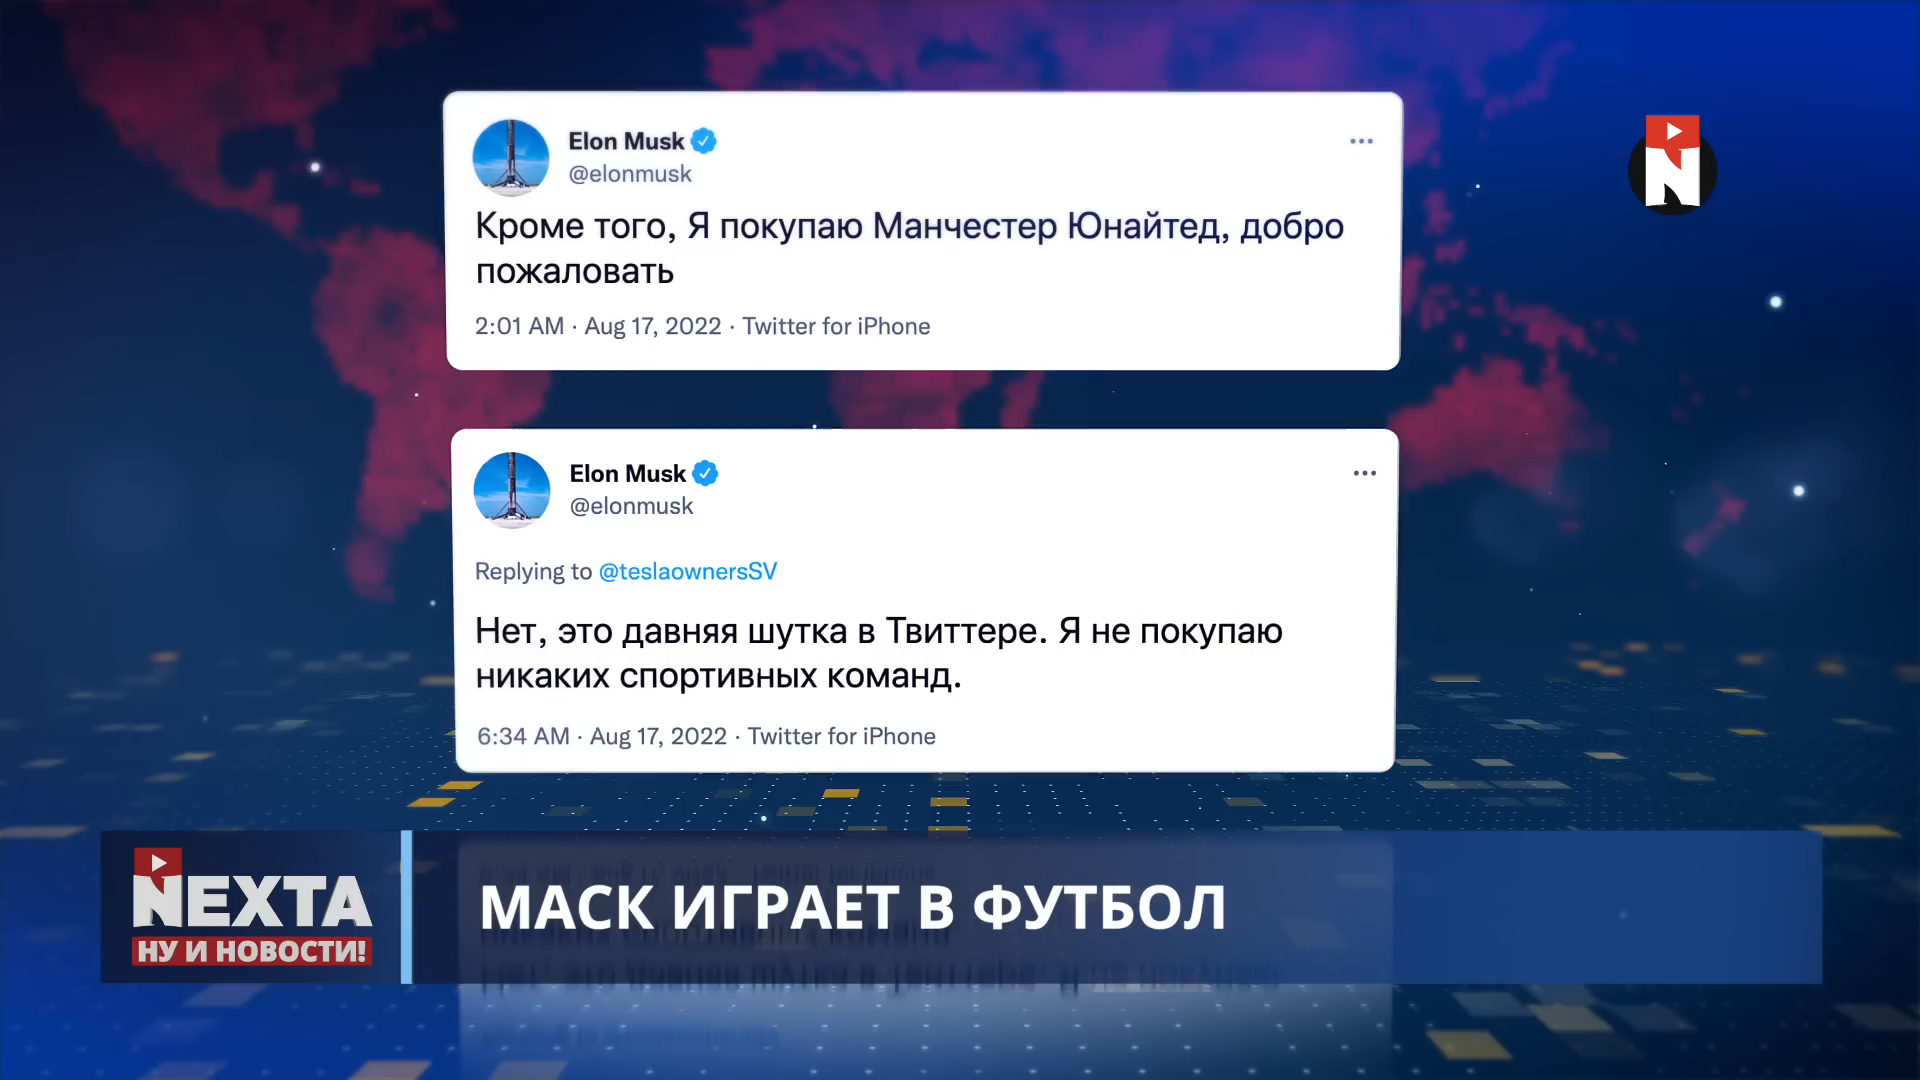 Elon Musk
@elonmusk
Кроме того, Я покупаю Манчестер Юнайтед, добро
пожаловать
2:01 AM · Aug 17, 2022 · Twitter for iPhone
N
Elon Musk
@elonmusk
Replying to @teslaownersSV
Нет, это давняя шутка в Твиттере. Я не покупаю
никаких спортивных команд.
6:34 AM · Aug 17, 2022 · Twitter for iPhone
NEXTA
НУ И НОВОСТИ!
МАСК ИГРАЕТ В ФУТБОЛ